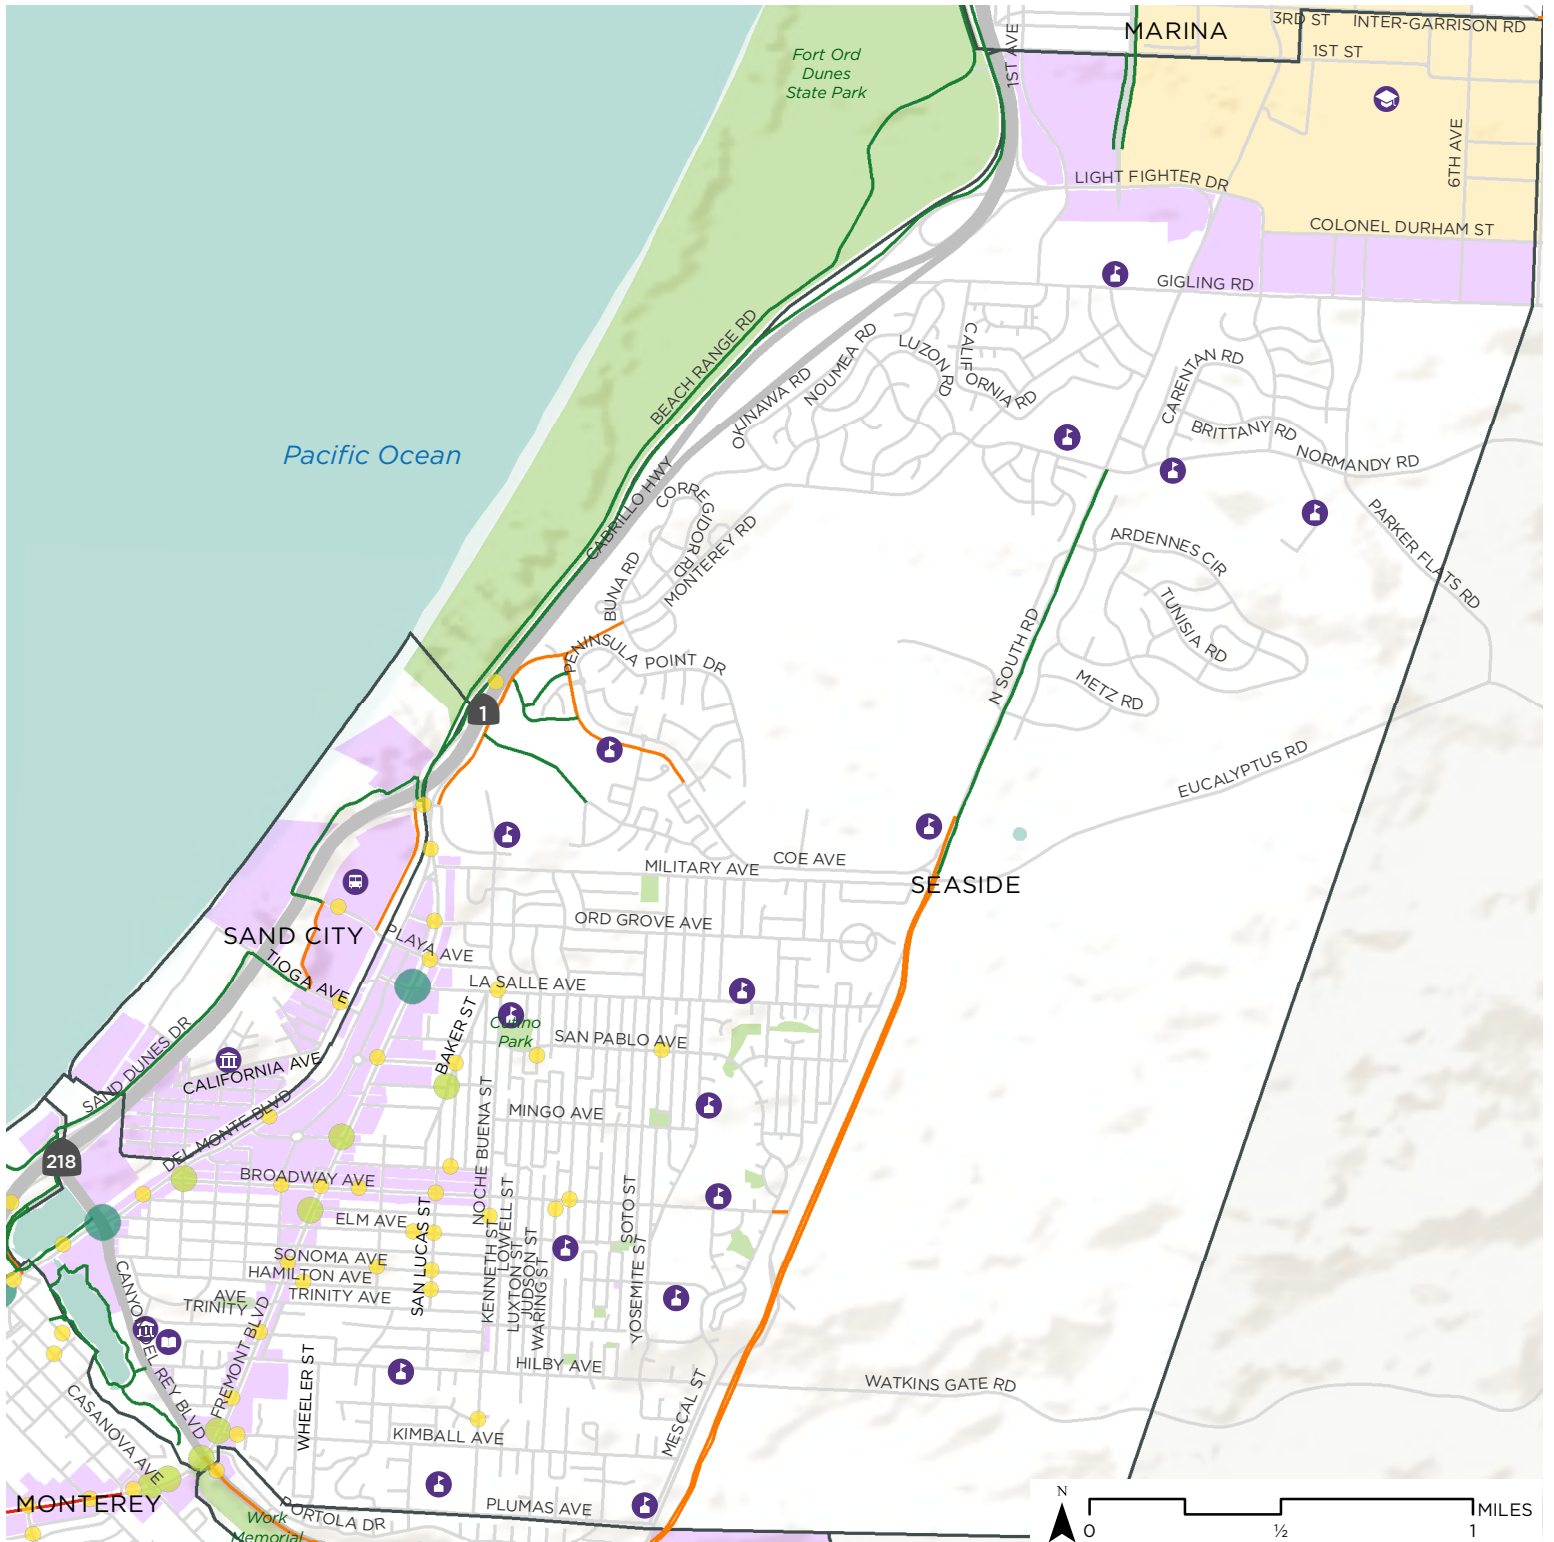 MARINA
3RD ST
INTER-GARRISON RD
1ST ST
1ST AVE
Fort Ord
Dunes
State Park
6TH AVE
LIGHT FIGHTER DR
COLONEL DURHAM ST
GIGLING RD
BEACH RANGE RD
NOUMEA RD
LUZON RD
CALIFORNIA RD
CARENTAN RD
OKINAWA RD
BRITTANY RD
NORMANDY RD
Pacific Ocean
CABRILLO HWY
CORREGIDOR RD
MONTEREY RD
BUNA RD
PARKER FLATS RD
ARDENNES CIR
TUNISIA RD
N SOUTH RD
PENINSULA POINT DR
METZ RD
1
EUCALYPTUS RD
MILITARY AVE
COE AVE
SEASIDE
ORD GROVE AVE
SAND CITY
PLAYA AVE
TIOGA AVE
LA SALLE AVE
BAKER ST
Cutino
Park
SAN PABLO AVE
SAND DUNES DR
CALIFORNIA AVE
DEL MONTE BLVD
MINGO AVE
NOCHE BUENA ST
218
BROADWAY AVE
ELM AVE
SAN LUCAS ST
LOWELL ST
SOTO ST
SONOMA AVE
HAMILTON AVE
TRINITY AVE
AVE
TRINITY
KENNETH ST
LUXTON ST
JUDSON ST
WARING ST
YOSEMITE ST
CANYON DEL REY BLVD
FREMONT BLVD
WHEELER ST
HILBY AVE
WATKINS GATE RD
MESCAL ST
CASANOVA AVE
KIMBALL AVE
MONTEREY
PLUMAS AVE
PORTOLA DR
Work
Memorial
N
0
½
1
MILES